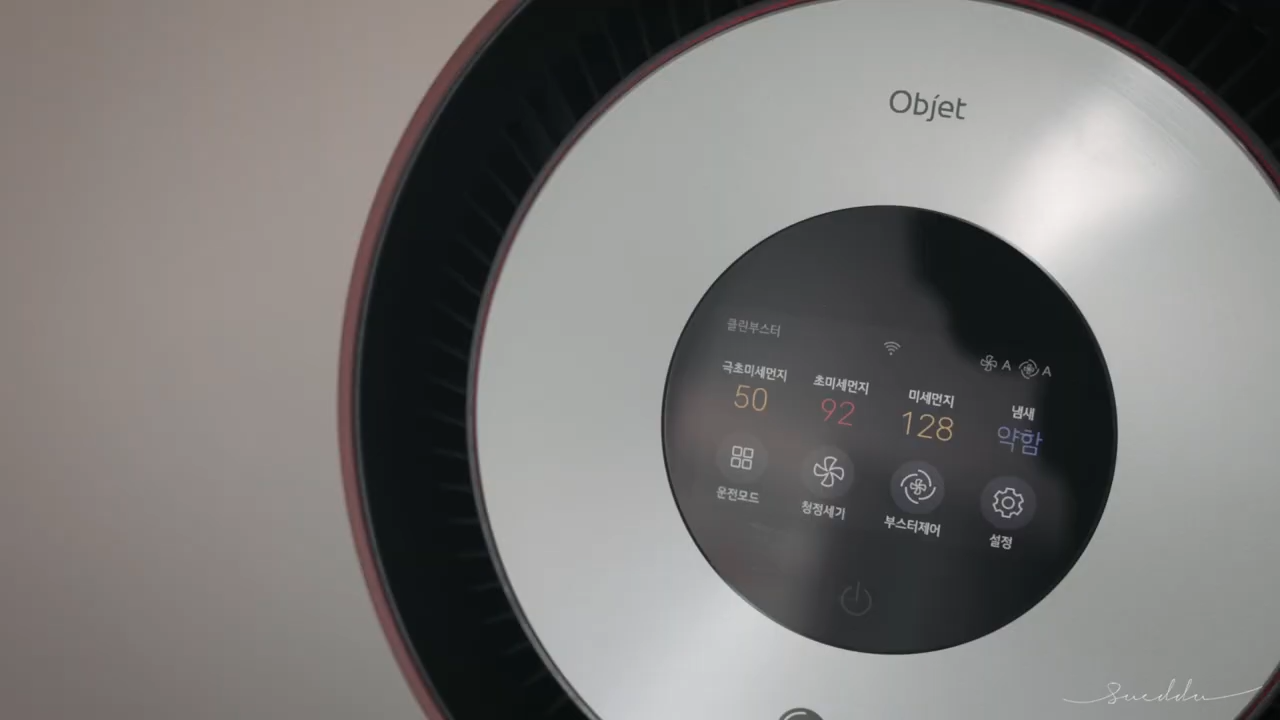 Objet
클린부스터
A A
극초미세먼지 초미세먼지 미세먼지 냄새
50 92 128 약함
운전모드 청정세기 부스터제어 설정
sueddu